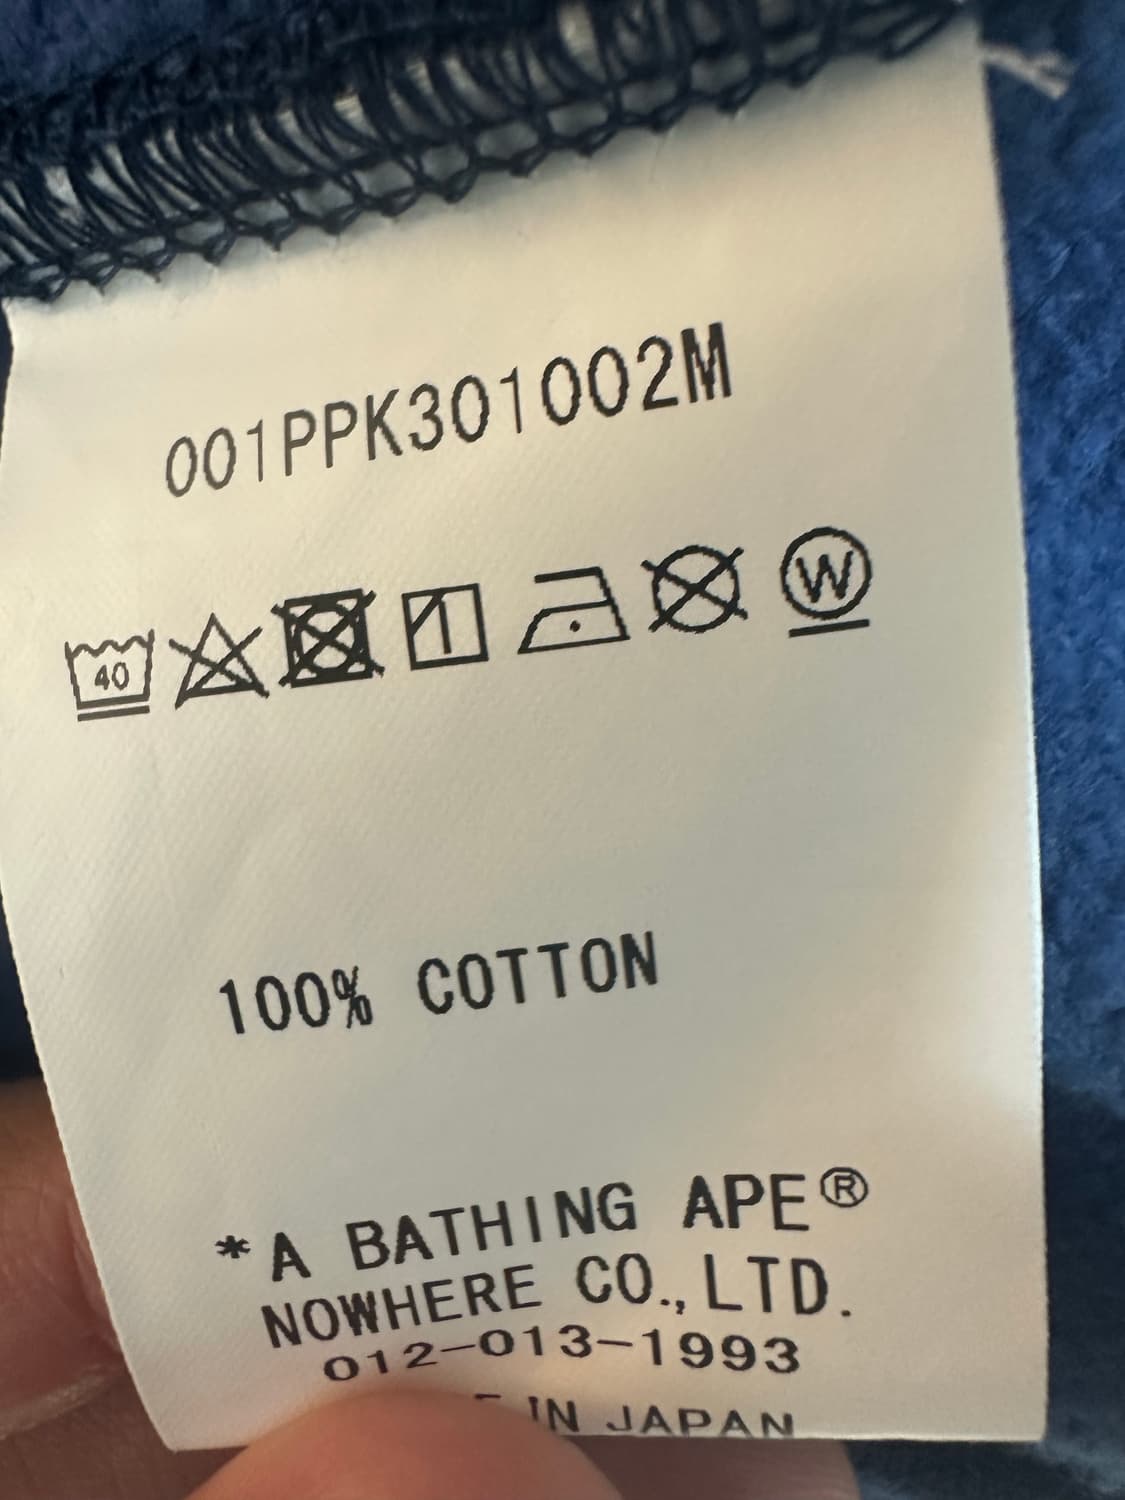 001PPK301002M
40 W
100% COTTON
*A BATHING APE®
NOWHERE CO.,LTD.
012-013-1993
IN JAPAN